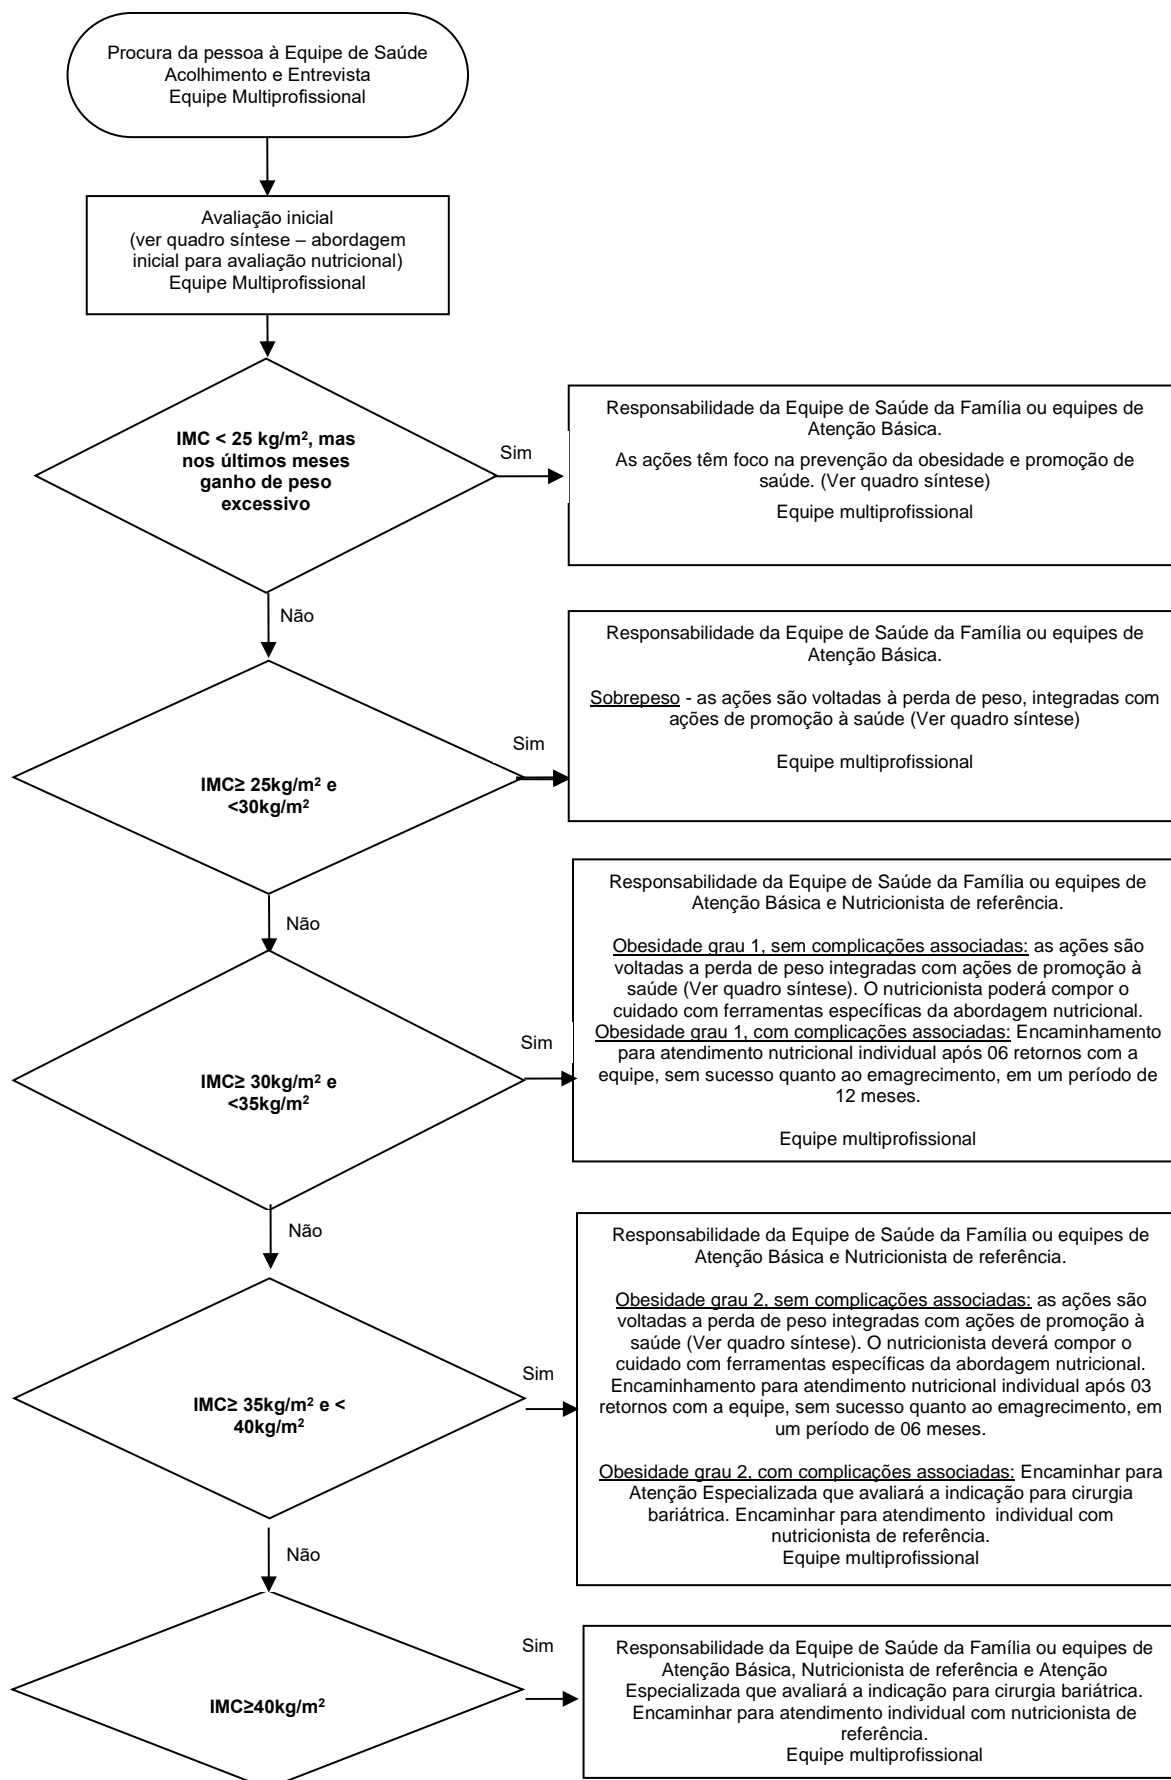 Procura da pessoa à Equipe de Saúde
Acolhimento e Entrevista
Equipe Multiprofissional
Avaliação inicial
(ver quadro síntese – abordagem
inicial para avaliação nutricional)
Equipe Multiprofissional
IMC < 25 kg/m², mas
nos últimos meses
ganho de peso
excessivo
Sim
Responsabilidade da Equipe de Saúde da Família ou equipes de
Atenção Básica.
As ações têm foco na prevenção da obesidade e promoção de
saúde. (Ver quadro síntese)
Equipe multiprofissional
Não
IMC≥ 25kg/m² e
<30kg/m²
Sim
Responsabilidade da Equipe de Saúde da Família ou equipes de
Atenção Básica.
Sobrepeso - as ações são voltadas à perda de peso, integradas com
ações de promoção à saúde (Ver quadro síntese)
Equipe multiprofissional
Não
IMC≥ 30kg/m² e
<35kg/m²
Sim
Responsabilidade da Equipe de Saúde da Família ou equipes de
Atenção Básica e Nutricionista de referência.
Obesidade grau 1, sem complicações associadas: as ações são
voltadas a perda de peso integradas com ações de promoção à
saúde (Ver quadro síntese). O nutricionista poderá compor o
cuidado com ferramentas específicas da abordagem nutricional.
Obesidade grau 1, com complicações associadas: Encaminhamento
para atendimento nutricional individual após 06 retornos com a
equipe, sem sucesso quanto ao emagrecimento, em um período de
12 meses.
Equipe multiprofissional
Não
IMC≥ 35kg/m² e <
40kg/m²
Sim
Responsabilidade da Equipe de Saúde da Família ou equipes de
Atenção Básica e Nutricionista de referência.
Obesidade grau 2, sem complicações associadas: as ações são
voltadas a perda de peso integradas com ações de promoção à
saúde (Ver quadro síntese). O nutricionista deverá compor o
cuidado com ferramentas específicas da abordagem nutricional.
Encaminhamento para atendimento nutricional individual após 03
retornos com a equipe, sem sucesso quanto ao emagrecimento, em
um período de 06 meses.
Obesidade grau 2, com complicações associadas: Encaminhar para
Atenção Especializada que avaliará a indicação para cirurgia
bariátrica. Encaminhar para atendimento individual com
nutricionista de referência.
Equipe multiprofissional
Não
IMC≥40kg/m²
Sim
Responsabilidade da Equipe de Saúde da Família ou equipes de
Atenção Básica, Nutricionista de referência e Atenção
Especializada que avaliará a indicação para cirurgia bariátrica.
Encaminhar para atendimento individual com nutricionista de
referência.
Equipe multiprofissional